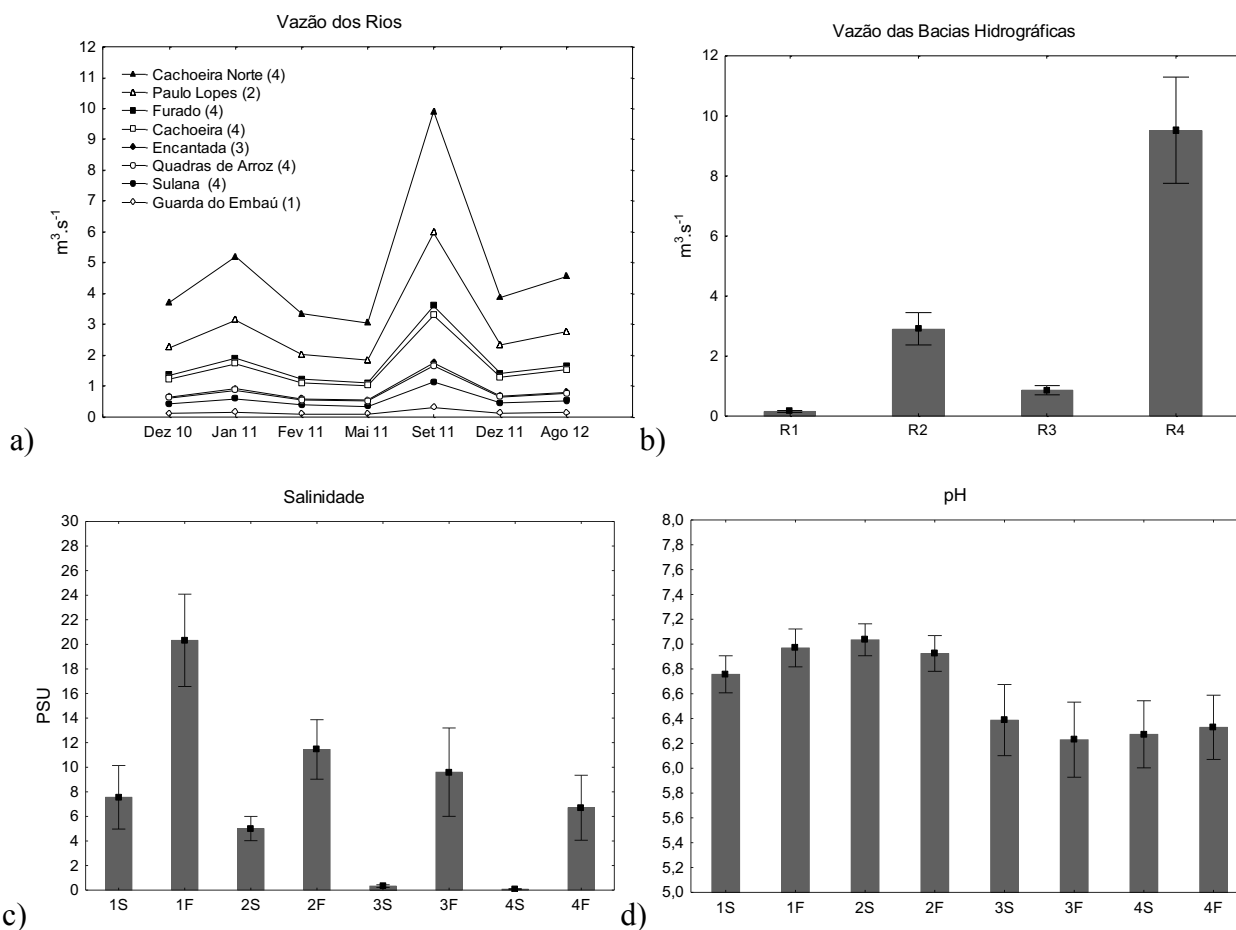 Vazão dos Rios
12
11
10
9
8
7
6
5
4
3
2
1
0
m³.s⁻¹
Cachoeira Norte (4)
Paulo Lopes (2)
Furado (4)
Cachoeira (4)
Encantada (3)
Quadras de Arroz (4)
Sulana (4)
Guarda do Embaú (1)
Dez 10 Jan 11 Fev 11 Mai 11 Set 11 Dez 11 Ago 12
a)
Vazão das Bacias Hidrográficas
12
10
8
6
4
2
0
m³.s⁻¹
R1 R2 R3 R4
b)
Salinidade
30
28
26
24
22
20
18
16
14
12
10
8
6
4
2
0
PSU
1S 1F 2S 2F 3S 3F 4S 4F
c)
pH
8,0
7,8
7,6
7,4
7,2
7,0
6,8
6,6
6,4
6,2
6,0
5,8
5,6
5,4
5,2
5,0
1S 1F 2S 2F 3S 3F 4S 4F
d)